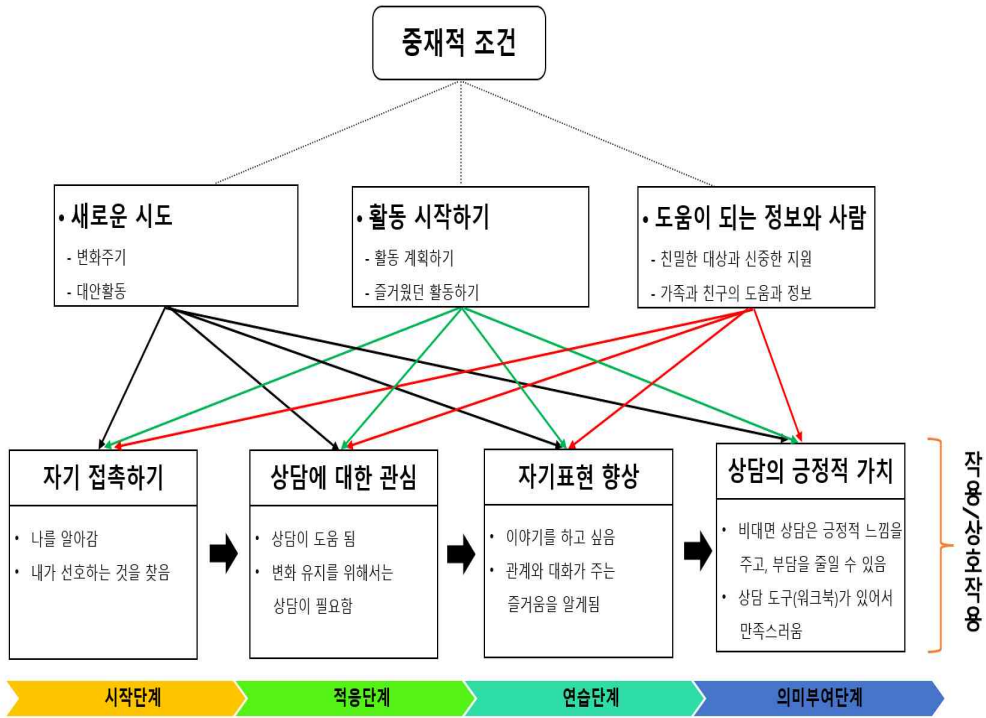 중재적 조건
• 새로운 시도
- 변화주기
- 대안활동
• 활동 시작하기
- 활동 계획하기
- 즐거웠던 활동하기
• 도움이 되는 정보와 사람
- 친밀한 대상과 신중한 지원
- 가족과 친구의 도움과 정보
자기 접촉하기
• 나를 알아감
• 내가 선호하는 것을 찾음
상담에 대한 관심
• 상담이 도움 됨
• 변화 유지를 위해서는
상담이 필요함
자기표현 향상
• 이야기를 하고 싶음
• 관계와 대화가 주는
즐거움을 알게됨
상담의 긍정적 가치
• 비대면 상담은 긍정적 느낌을
주고, 부담을 줄일 수 있음
• 상담 도구(워크북)가 있어서
만족스러움
작용/상호작용
시작단계
적응단계
연습단계
의미부여단계